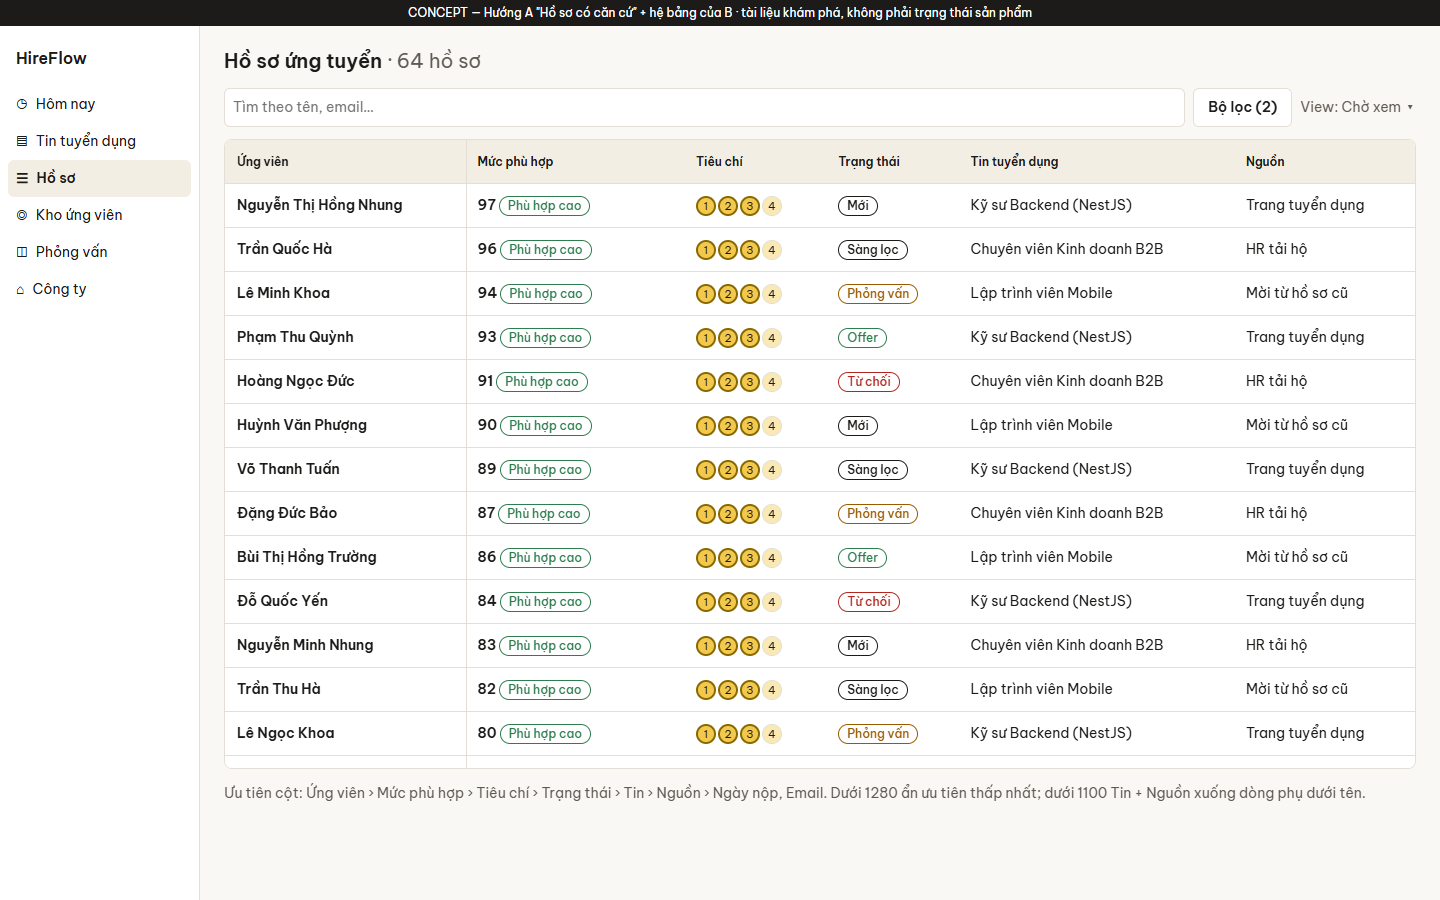 CONCEPT — Hướng A "Hồ sơ có căn cứ" + hệ bảng của B · tài liệu khám phá, không phải trạng thái sản phẩm
HireFlow
Hôm nay
Tin tuyển dụng
Hồ sơ
Kho ứng viên
Phỏng vấn
Công ty
Hồ sơ ứng tuyển · 64 hồ sơ
Tìm theo tên, email...
Bộ lọc (2)
View: Chờ xem
Ứng viên Mức phù hợp Tiêu chí Trạng thái Tin tuyển dụng Nguồn
Nguyễn Thị Hồng Nhung 97 Phù hợp cao 1 2 3 4 Mới Kỹ sư Backend (NestJS) Trang tuyển dụng
Trần Quốc Hà 96 Phù hợp cao 1 2 3 4 Sàng lọc Chuyên viên Kinh doanh B2B HR tải hộ
Lê Minh Khoa 94 Phù hợp cao 1 2 3 4 Phỏng vấn Lập trình viên Mobile Mời từ hồ sơ cũ
Phạm Thu Quỳnh 93 Phù hợp cao 1 2 3 4 Offer Kỹ sư Backend (NestJS) Trang tuyển dụng
Hoàng Ngọc Đức 91 Phù hợp cao 1 2 3 4 Từ chối Chuyên viên Kinh doanh B2B HR tải hộ
Huỳnh Văn Phượng 90 Phù hợp cao 1 2 3 4 Mới Lập trình viên Mobile Mời từ hồ sơ cũ
Võ Thanh Tuấn 89 Phù hợp cao 1 2 3 4 Sàng lọc Kỹ sư Backend (NestJS) Trang tuyển dụng
Đặng Đức Bảo 87 Phù hợp cao 1 2 3 4 Phỏng vấn Chuyên viên Kinh doanh B2B HR tải hộ
Bùi Thị Hồng Trường 86 Phù hợp cao 1 2 3 4 Offer Lập trình viên Mobile Mời từ hồ sơ cũ
Đỗ Quốc Yến 84 Phù hợp cao 1 2 3 4 Từ chối Kỹ sư Backend (NestJS) Trang tuyển dụng
Nguyễn Minh Nhung 83 Phù hợp cao 1 2 3 4 Mới Chuyên viên Kinh doanh B2B HR tải hộ
Trần Thu Hà 82 Phù hợp cao 1 2 3 4 Sàng lọc Lập trình viên Mobile Mời từ hồ sơ cũ
Lê Ngọc Khoa 80 Phù hợp cao 1 2 3 4 Phỏng vấn Kỹ sư Backend (NestJS) Trang tuyển dụng
Ưu tiên cột: Ứng viên › Mức phù hợp › Tiêu chí › Trạng thái › Tin › Nguồn › Ngày nộp, Email. Dưới 1280 ẩn ưu tiên thấp nhất; dưới 1100 Tin + Nguồn xuống dòng phụ dưới tên.